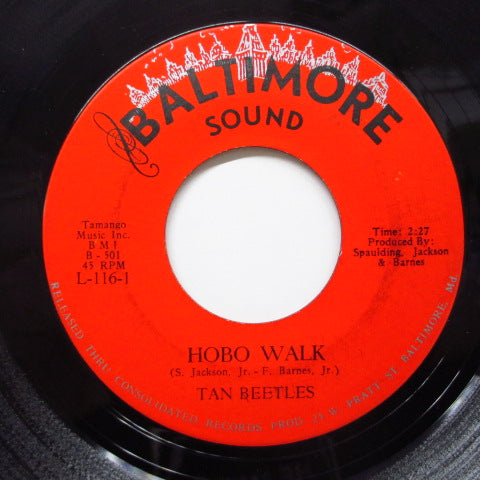 BALTIMORE
SOUND
Tamango
Music Inc.
B M I
B - 501
45 RPM
L-116-1
Time: 2:27
Produced By:
Spaulding, Jackson
& Barnes
HOBO WALK
(S. Jackson, Jr. - F. Barnes, Jr.)
TAN BEETLES
RELEASED THRU CONSOLIDATED RECORDS PROD W. PRATT ST. BALTIMORE, Md.